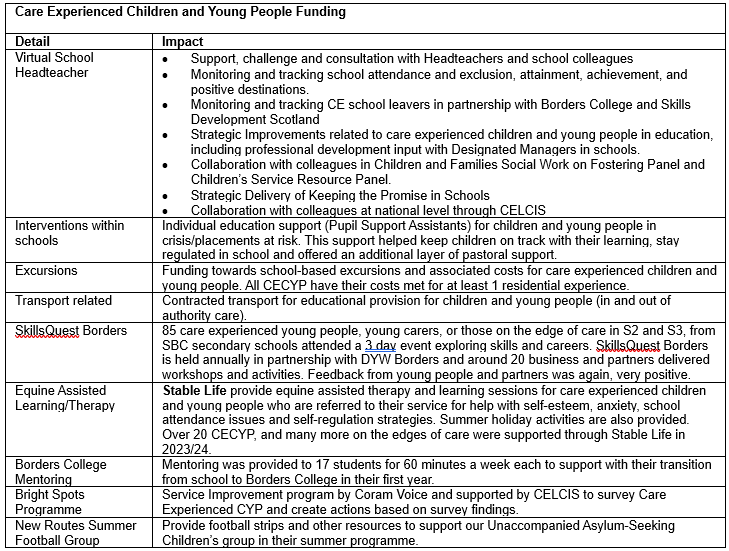 Care Experienced Children and Young People Funding
Detail
Impact
Virtual School
Headteacher
• Support, challenge and consultation with Headteachers and school colleagues
• Monitoring and tracking school attendance and exclusion, attainment, achievement, and
positive destinations.
• Monitoring and tracking CE school leavers in partnership with Borders College and Skills
Development Scotland
• Strategic Improvements related to care experienced children and young people in education,
including professional development input with Designated Managers in schools.
• Collaboration with colleagues in Children and Families Social Work on Fostering Panel and
Children's Service Resource Panel.
• Strategic Delivery of Keeping the Promise in Schools
• Collaboration with colleagues at national level through CELCIS
Interventions within
schools
Individual education support (Pupil Support Assistants) for children and young people in
crisis/placements at risk. This support helped keep children on track with their learning, stay
regulated in school and offered an additional layer of pastoral support.
Excursions
Funding towards school-based excursions and associated costs for care experienced children and
young people. All CECYP have their costs met for at least 1 residential experience.
Transport related
Contracted transport for educational provision for children and young people (in and out of
authority care).
SkillsQuest Borders
85 care experienced young people, young carers, or those on the edge of care in S2 and S3, from
SBC secondary schools attended a 3 day event exploring skills and careers. SkillsQuest Borders
is held annually in partnership with DYW Borders and around 20 business and partners delivered
workshops and activities. Feedback from young people and partners was again, very positive.
Equine Assisted
Learning/Therapy
Stable Life provide equine assisted therapy and learning sessions for care experienced children
and young people who are referred to their service for help with self-esteem, anxiety, school
attendance issues and self-regulation strategies. Summer holiday activities are also provided.
Over 20 CECYP, and many more on the edges of care were supported through Stable Life in
2023/24.
Borders College
Mentoring
Mentoring was provided to 17 students for 60 minutes a week each to support with their transition
from school to Borders College in their first year.
Bright Spots
Programme
Service Improvement program by Coram Voice and supported by CELCIS to survey Care
Experienced CYP and create actions based on survey findings.
New Routes Summer
Football Group
Provide football strips and other resources to support our Unaccompanied Asylum-Seeking
Children's group in their summer programme.